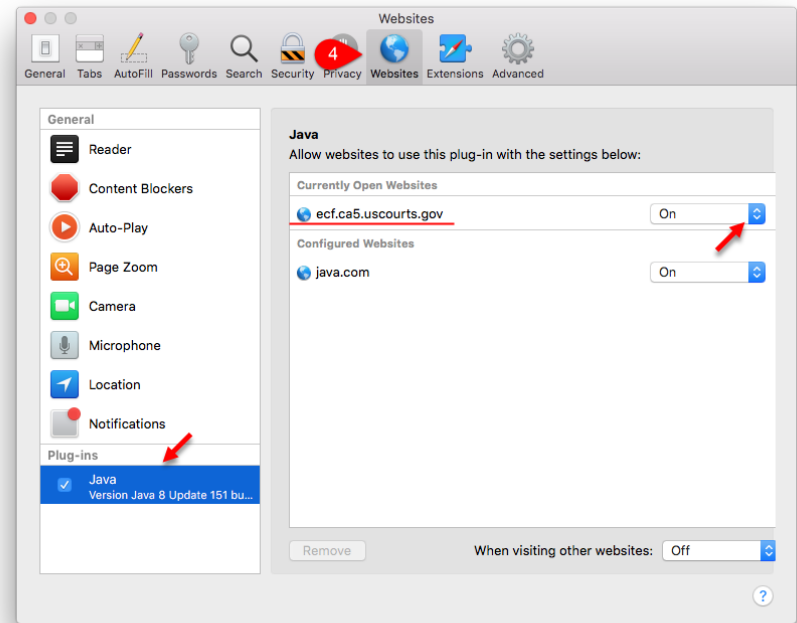 Websites
General Tabs AutoFill Passwords Search Security Privacy Websites Extensions Advanced
4
General
Reader
Content Blockers
Auto-Play
Page Zoom
Camera
Microphone
Location
Notifications
Plug-ins
Java
Version Java 8 Update 151 bu...
Java
Allow websites to use this plug-in with the settings below:
Currently Open Websites
ecf.ca5.uscourts.gov On
Configured Websites
java.com On
Remove When visiting other websites: Off
?